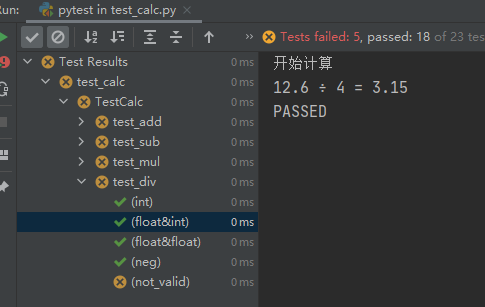 Run:
pytest in test_calc.py
Tests failed: 5, passed: 18 of 23 test
Test Results 0 ms
test_calc 0 ms
TestCalc 0 ms
test_add 0 ms
test_sub 0 ms
test_mul 0 ms
test_div 0 ms
(int) 0 ms
(float&int) 0 ms
(float&float) 0 ms
(neg) 0 ms
(not_valid) 0 ms
开始计算
12.6 ÷ 4 = 3.15
PASSED